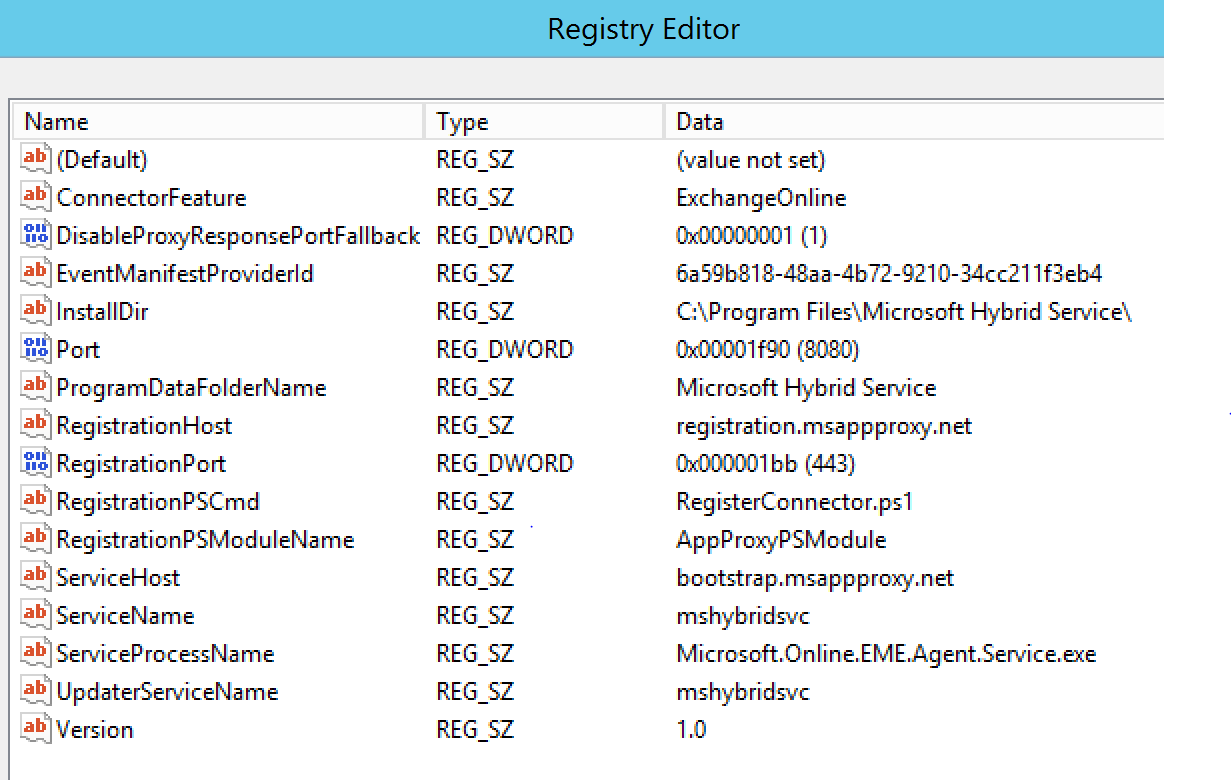 Registry Editor
Name Type Data
(Default) REG_SZ (value not set)
ConnectorFeature REG_SZ ExchangeOnline
DisableProxyResponsePortFallback REG_DWORD 0x00000001 (1)
EventManifestProviderId REG_SZ 6a59b818-48aa-4b72-9210-34cc211f3eb4
InstallDir REG_SZ C:\Program Files\Microsoft Hybrid Service\
Port REG_DWORD 0x00001f90 (8080)
ProgramDataFolderName REG_SZ Microsoft Hybrid Service
RegistrationHost REG_SZ registration.msappproxy.net
RegistrationPort REG_DWORD 0x000001bb (443)
RegistrationPSCmd REG_SZ RegisterConnector.ps1
RegistrationPSModuleName REG_SZ AppProxyPSModule
ServiceHost REG_SZ bootstrap.msappproxy.net
ServiceName REG_SZ mshybridsvc
ServiceProcessName REG_SZ Microsoft.Online.EME.Agent.Service.exe
UpdaterServiceName REG_SZ mshybridsvc
Version REG_SZ 1.0